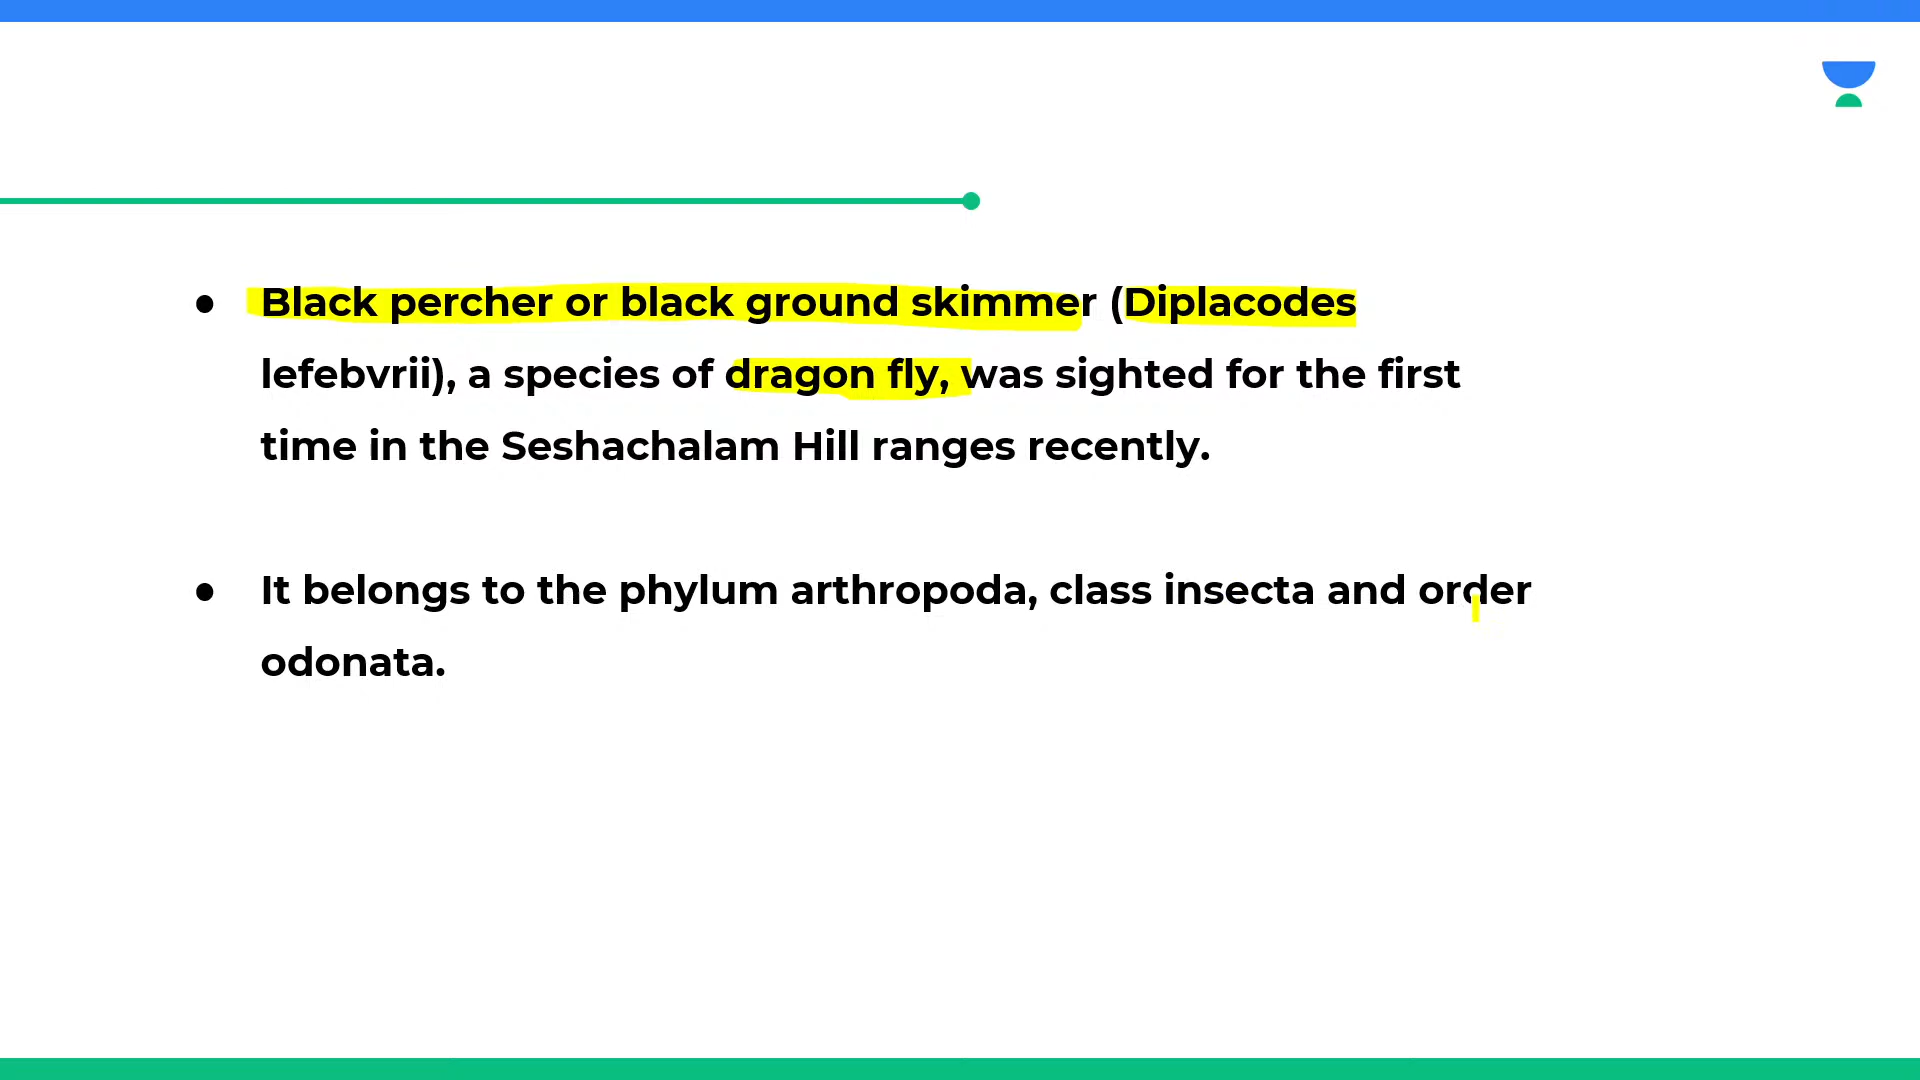 ● Black percher or black ground skimmer (Diplacodes
lefebvrii), a species of dragon fly, was sighted for the first
time in the Seshachalam Hill ranges recently.
● It belongs to the phylum arthropoda, class insecta and order
odonata.